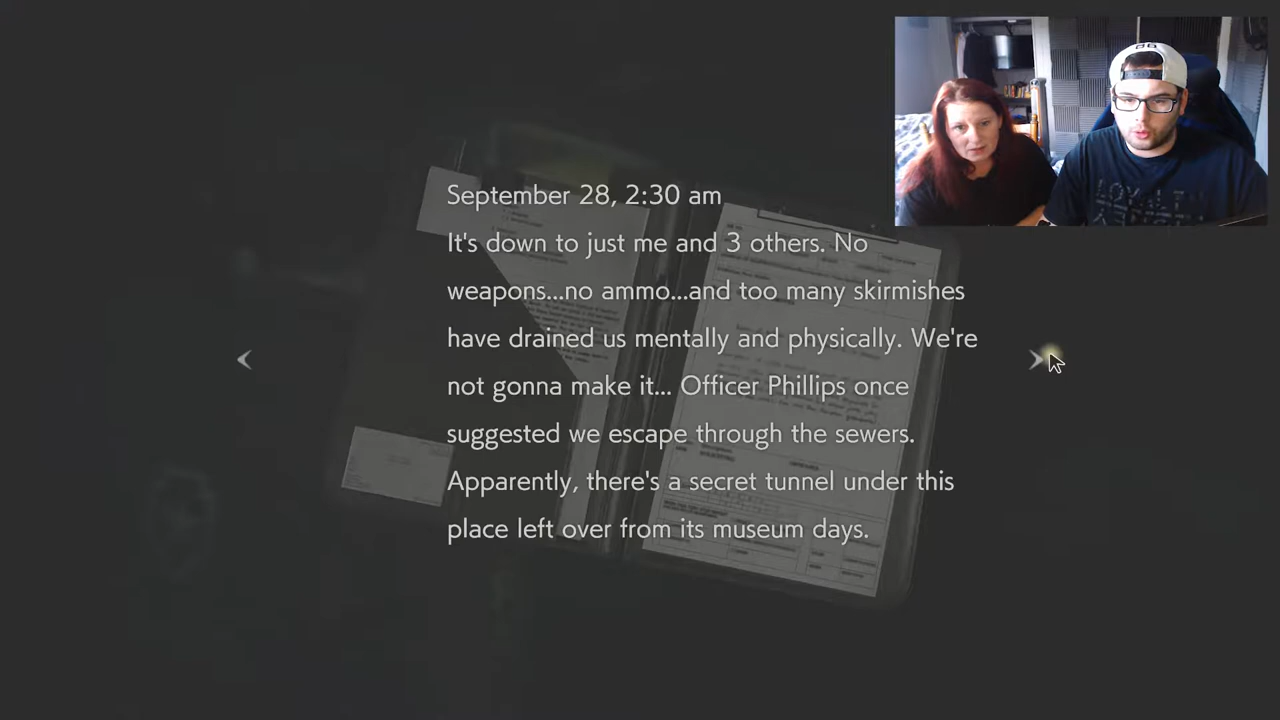 September 28, 2:30 am
It's down to just me and 3 others. No
weapons...no ammo...and too many skirmishes
have drained us mentally and physically. We're
not gonna make it... Officer Phillips once
suggested we escape through the sewers.
Apparently, there's a secret tunnel under this
place left over from its museum days.